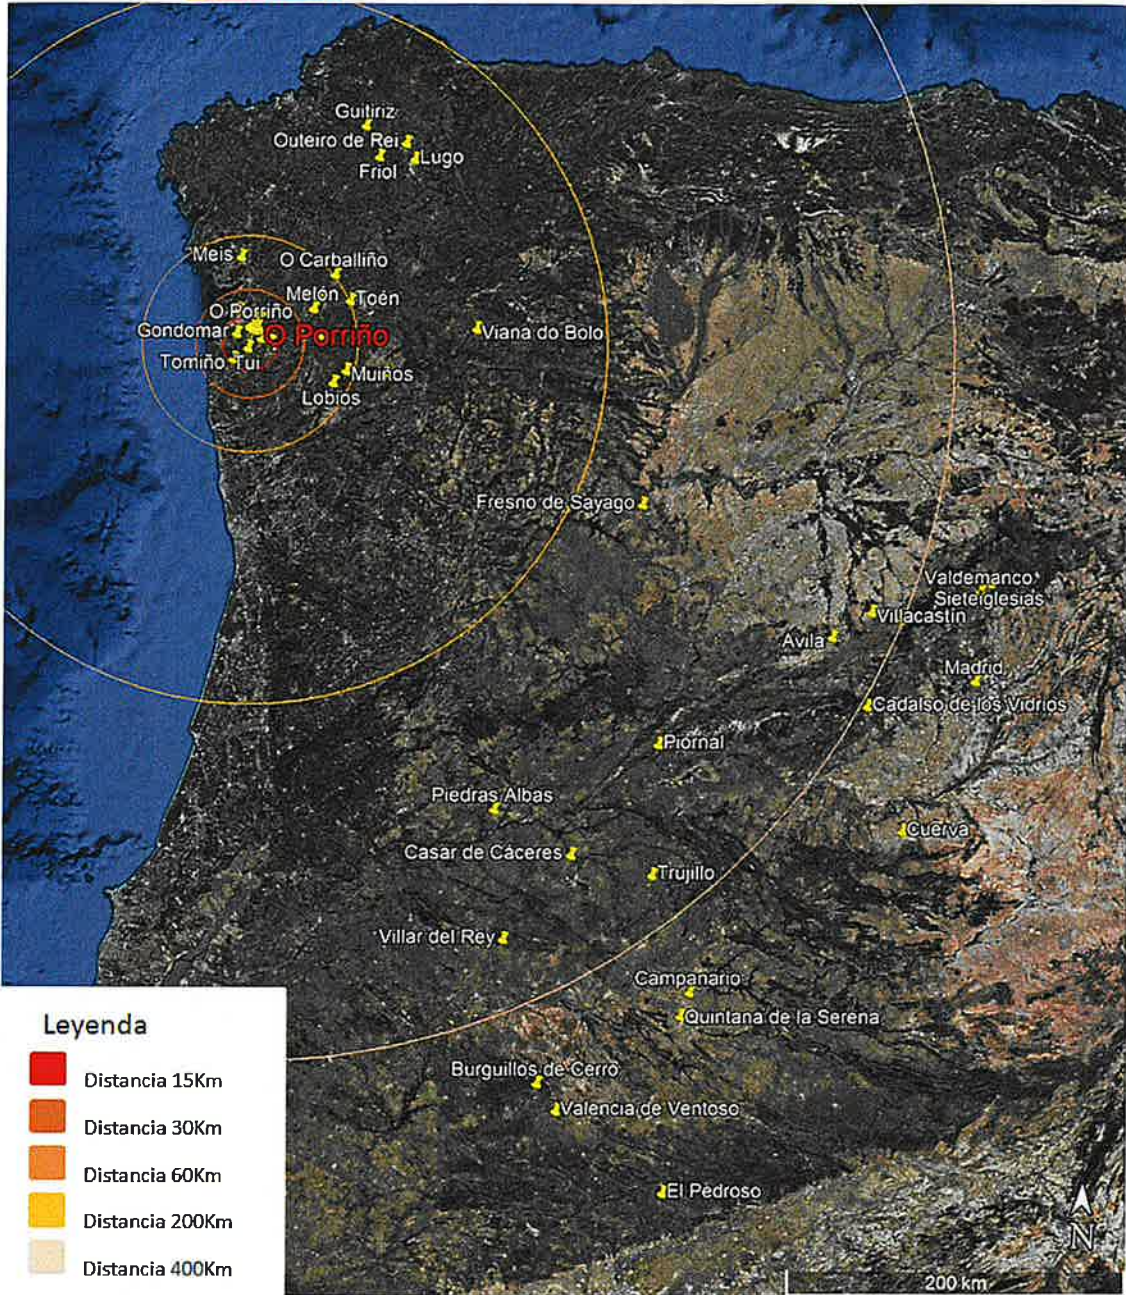 Guitiriz
Outeiro de Rei
Lugo
Friol
Meis
O Carballiño
Melón
Toén
O Porriño
Gondomar
O Porriño
Viana do Bolo
Tomiño
Tui
Muiños
Lobios
Fresno de Sayago
Valdemanco
Sieteiglesias
Villacastín
Avila
Madrid
Cadalso de los Vidrios
Piornal
Piedras Albas
Cuerva
Casar de Cáceres
Trujillo
Villar del Rey
Campanario
Quintana de la Serena
Burguillos de Cerro
Valencia de Ventoso
El Pedroso
Leyenda
Distancia 15Km
Distancia 30Km
Distancia 60Km
Distancia 200Km
Distancia 400Km
N
200 km